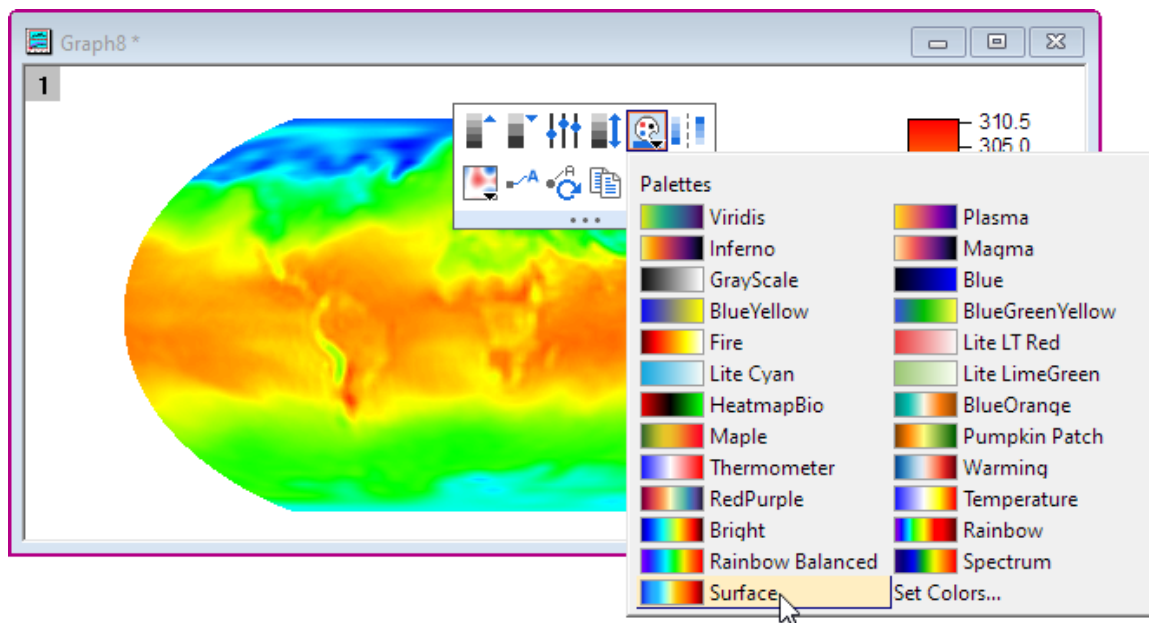 Graph8 *
1
310.5
305.0
A
A
Palettes
Viridis Plasma
Inferno Magma
GrayScale Blue
BlueYellow BlueGreenYellow
Fire Lite LT Red
Lite Cyan Lite LimeGreen
HeatmapBio BlueOrange
Maple Pumpkin Patch
Thermometer Warming
RedPurple Temperature
Bright Rainbow
Rainbow Balanced Spectrum
Surface Set Colors...